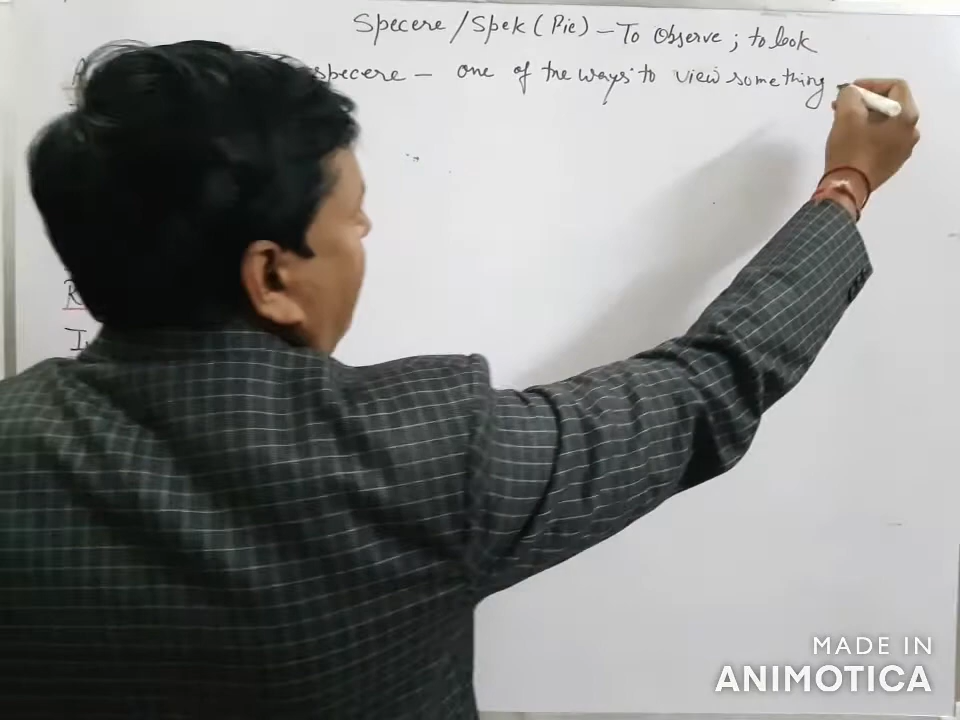 Specere / Spek (Pie) – To Observe; to look
specere – one of the ways to view something
MADE IN
ANIMOTICA